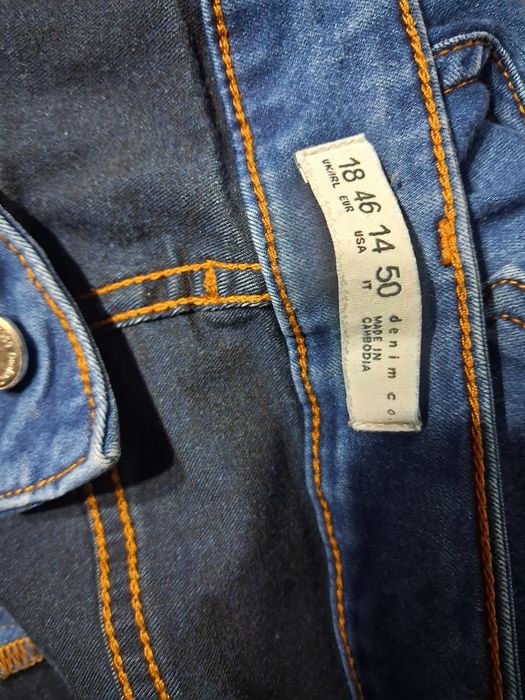 18 46 14 50
UK/IRL EUR USA IT
denim co.
MADE IN
CAMBODIA